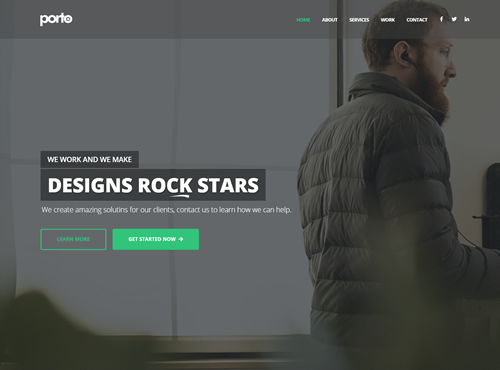 porto
HOME ABOUT SERVICES WORK CONTACT
WE WORK AND WE MAKE
DESIGNS ROCK STARS
We create amazing solutins for our clients, contact us to learn how we can help.
LEARN MORE GET STARTED NOW →